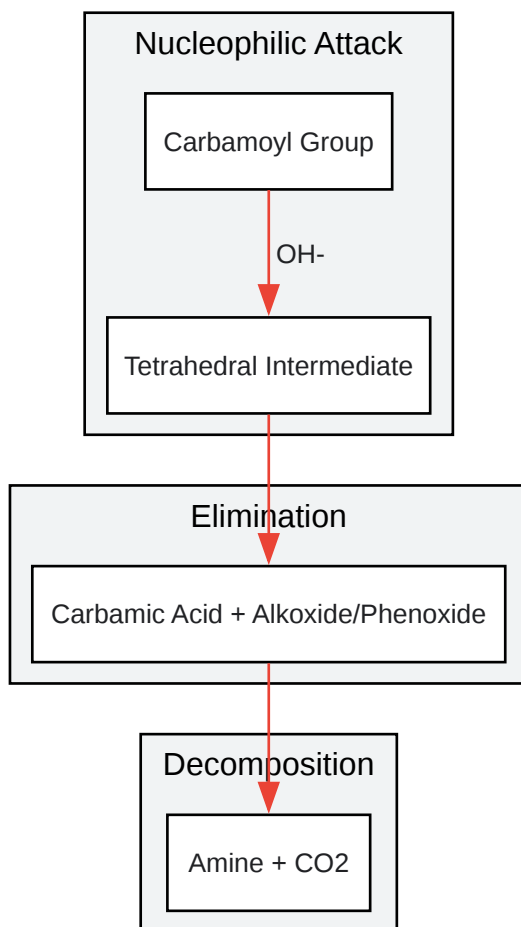 Nucleophilic Attack
Carbamoyl Group
OH-
Tetrahedral Intermediate
Elimination
Carbamic Acid + Alkoxide/Phenoxide
Decomposition
Amine + CO2